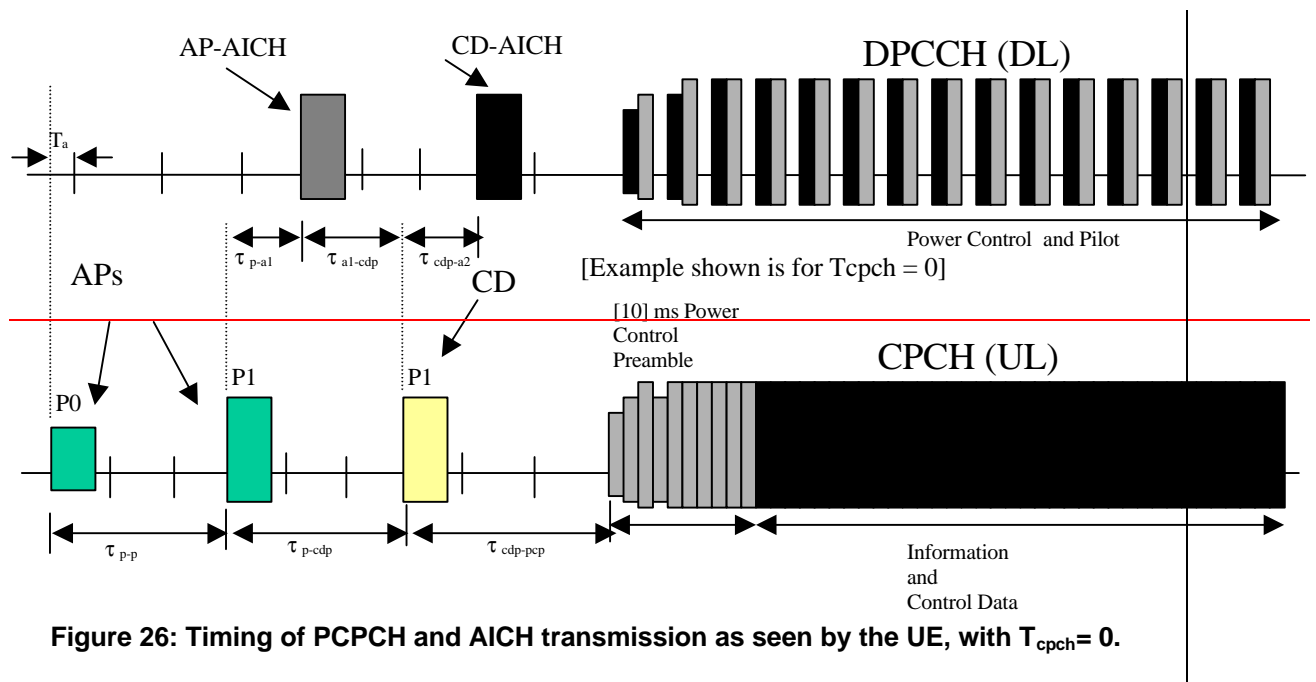 AP-AICH
CD-AICH
DPCCH (DL)
Ta
Power Control and Pilot
τ p-a1
τ a1-cdp
τ cdp-a2
[Example shown is for Tcpch = 0]
APs
CD
[10] ms Power
Control
Preamble
CPCH (UL)
P0
P1
P1
τ p-p
τ p-cdp
τ cdp-pcp
Information
and
Control Data
Figure 26: Timing of PCPCH and AICH transmission as seen by the UE, with Tcpch= 0.